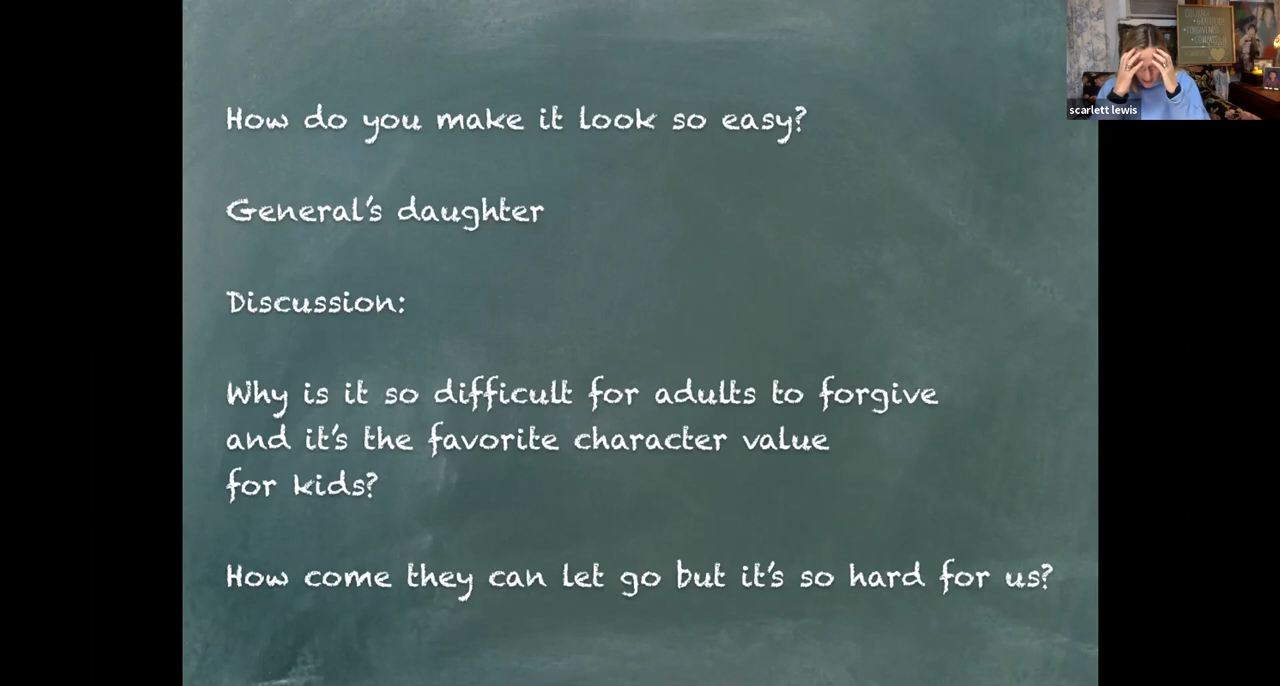 How do you make it look so easy?
General's daughter
Discussion:
Why is it so difficult for adults to forgive
and it's the favorite character value
for kids?
How come they can let go but it's so hard for us?
scarlett lewis